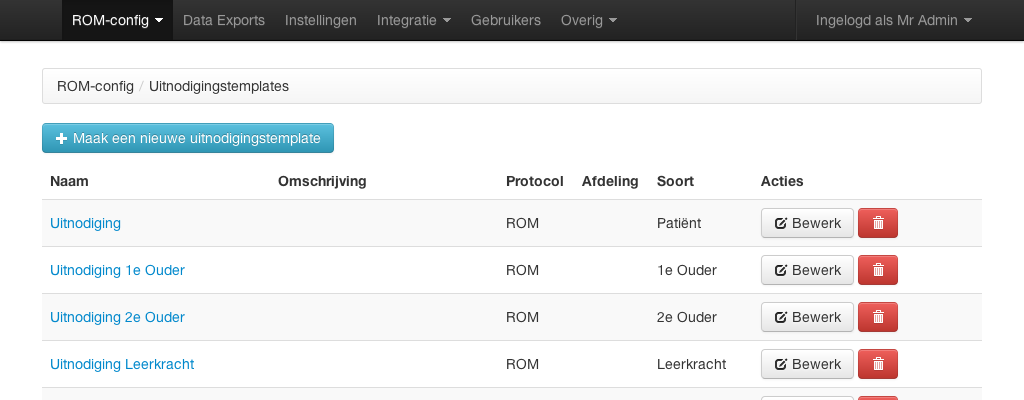 ROM-config Data Exports Instellingen Integratie Gebruikers Overig Ingelogd als Mr Admin
ROM-config / Uitnodigingstemplates
Maak een nieuwe uitnodigingstemplate
Naam Omschrijving Protocol Afdeling Soort Acties
Uitnodiging ROM Patiënt Bewerk
Uitnodiging 1e Ouder ROM 1e Ouder Bewerk
Uitnodiging 2e Ouder ROM 2e Ouder Bewerk
Uitnodiging Leerkracht ROM Leerkracht Bewerk